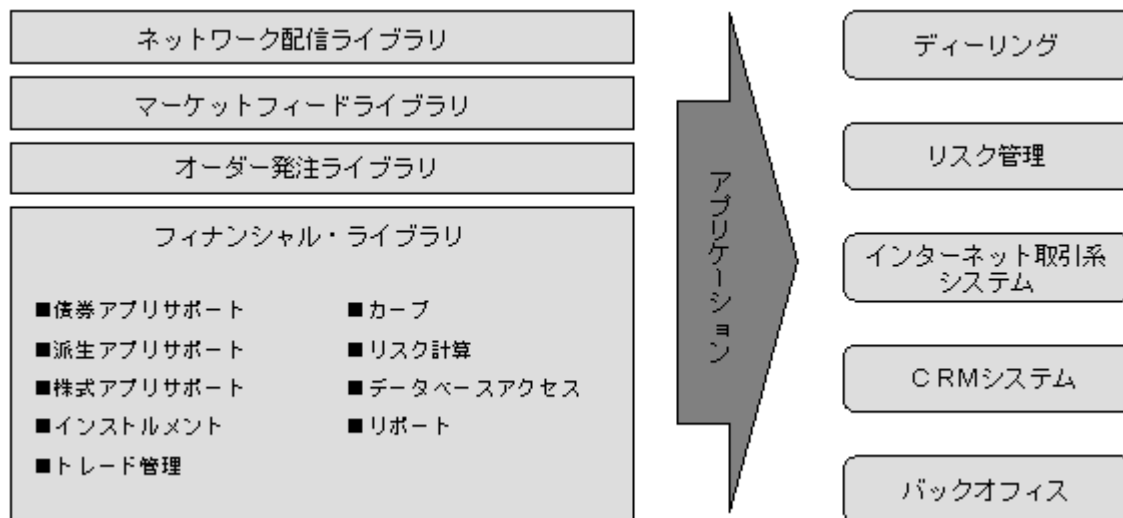 ネットワーク配信ライブラリ
マーケットフィードライブラリ
オーダー発注ライブラリ
フィナンシャル・ライブラリ
■債券アプリサポート
■派生アプリサポート
■株式アプリサポート
■インストルメント
■トレード管理
■カーブ
■リスク計算
■データベースアクセス
■リポート
アプリケーション
ディーリング
リスク管理
インターネット取引系
システム
ＣＲＭシステム
バックオフィス